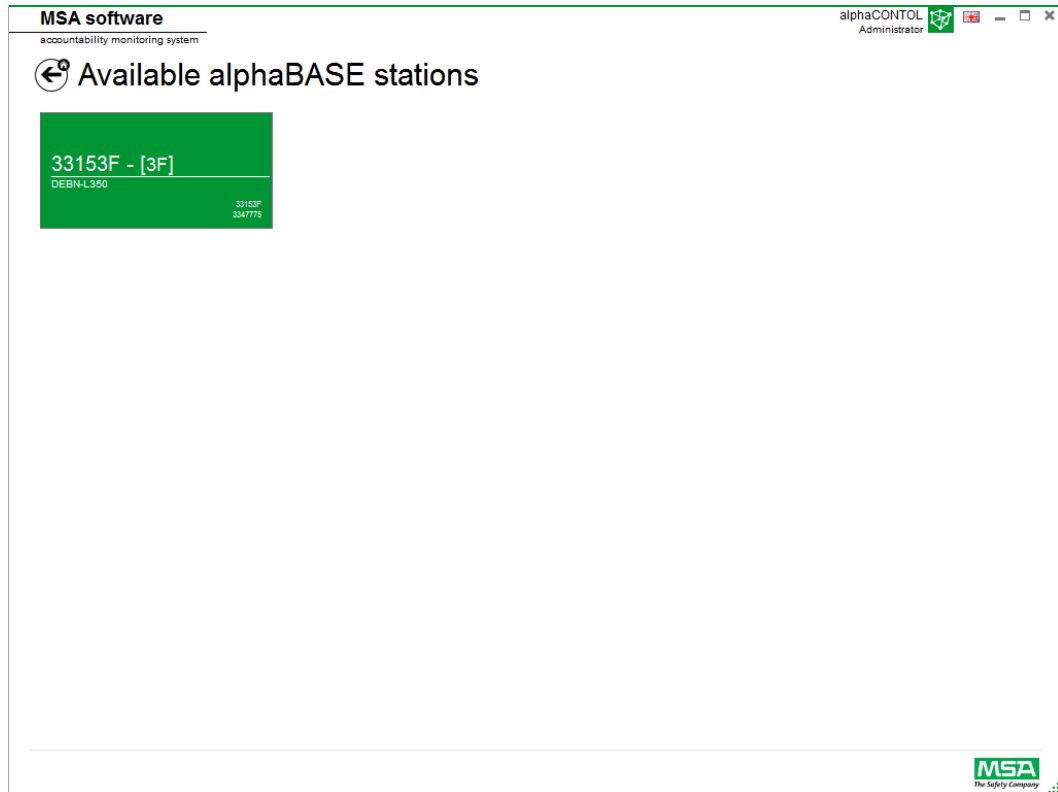 MSA software
accountability monitoring system
alphaCONTOL
Administrator
Available alphaBASE stations
33153F - [3F]
DEBN-L350
33153F
3347775
MSA
The Safety Company